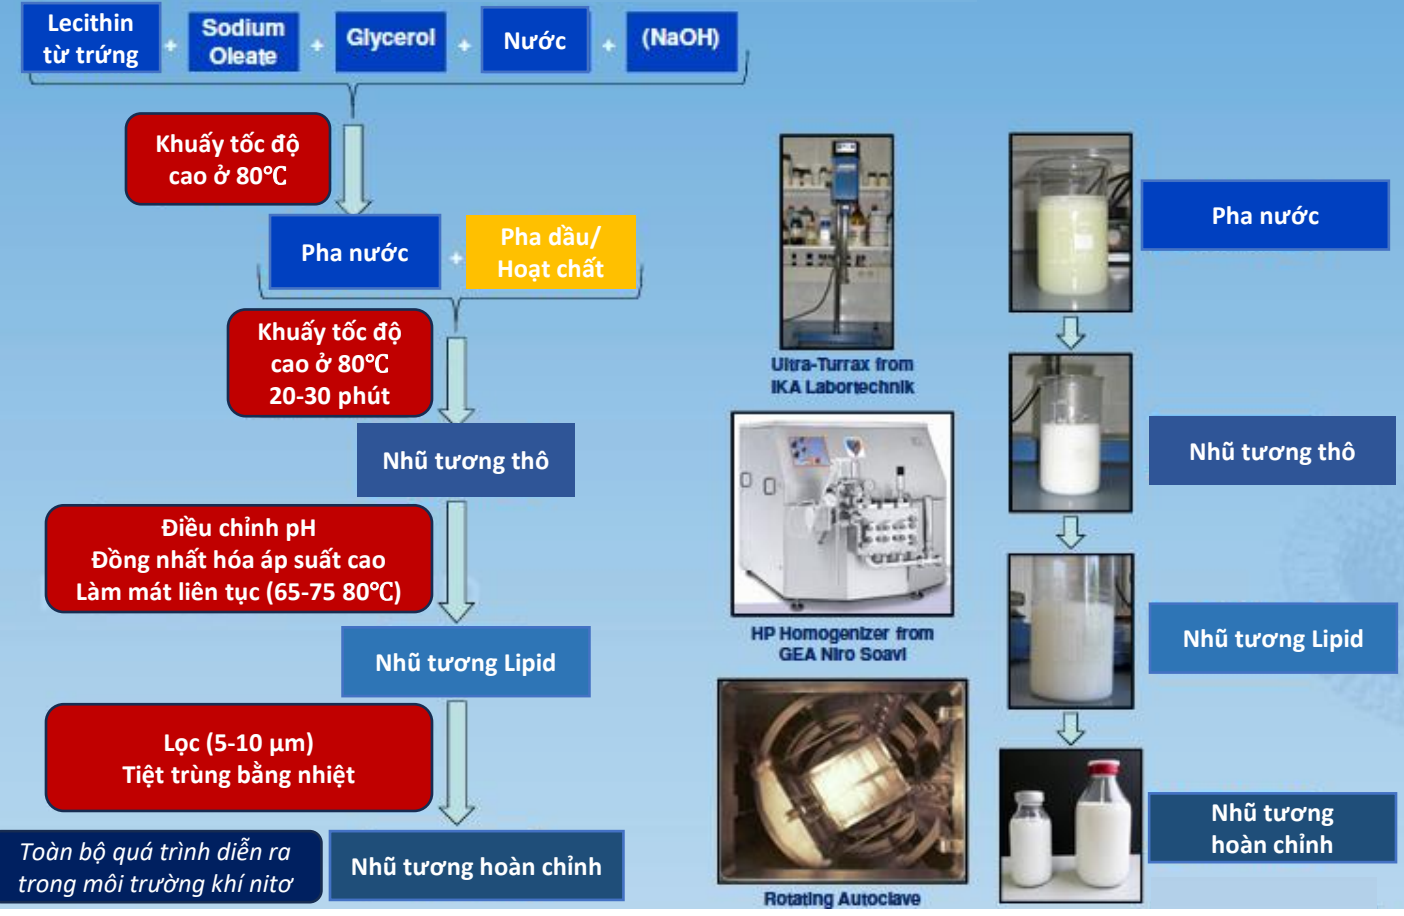 Lecithin
từ trứng
+
Sodium
Oleate
+
Glycerol
+
Nước
+
(NaOH)
Khuấy tốc độ
cao ở 80℃
Pha nước
+
Pha dầu/
Hoạt chất
Khuấy tốc độ
cao ở 80℃
20-30 phút
Nhũ tương thô
Điều chỉnh pH
Đồng nhất hóa áp suất cao
Làm mát liên tục (65-75 80℃)
Nhũ tương Lipid
Lọc (5-10 µm)
Tiệt trùng bằng nhiệt
Toàn bộ quá trình diễn ra
trong môi trường khí nitơ
Nhũ tương hoàn chỉnh
Ultra-Turrax from
IKA Labortechnik
HP Homogenizer from
GEA Niro Soavi
Rotating Autoclave
Pha nước
Nhũ tương thô
Nhũ tương Lipid
Nhũ tương
hoàn chỉnh